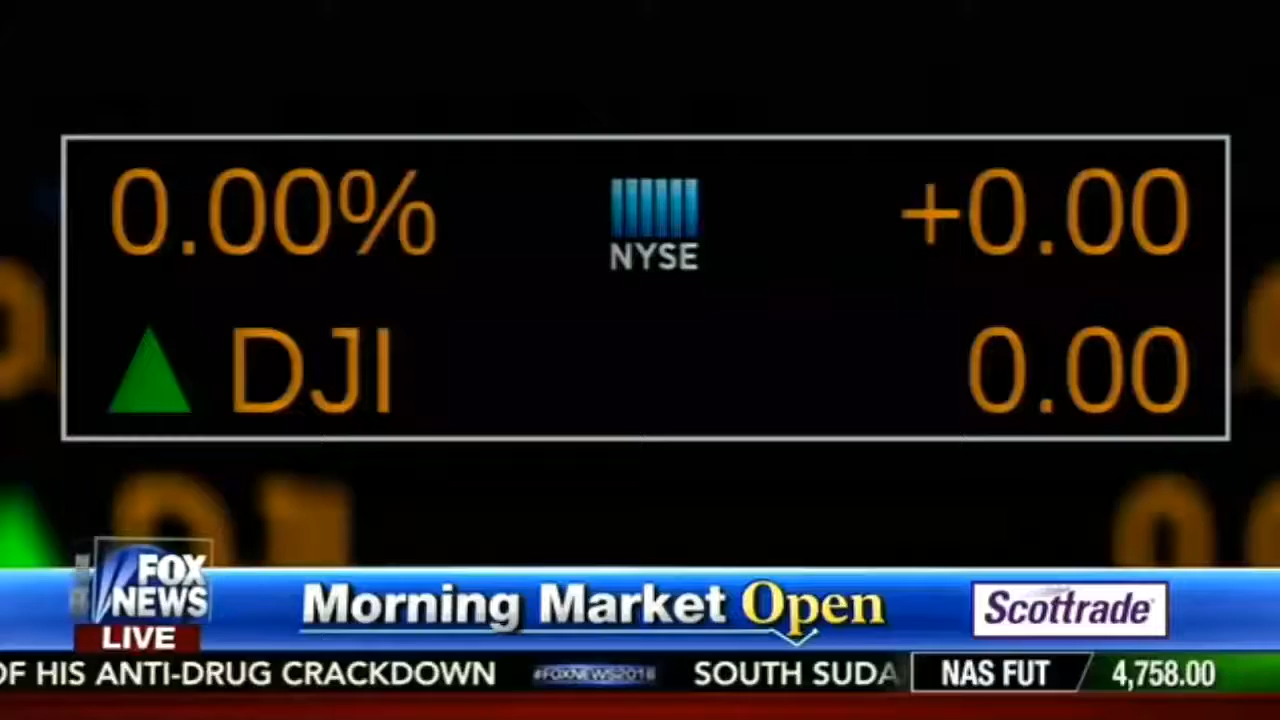 0.00%
NYSE
+0.00
DJI
0.00
FOX
NEWS
LIVE
Morning Market Open
Scottrade
OF HIS ANTI-DRUG CRACKDOWN
#FOXNEWS2016
SOUTH SUDA
NAS FUT
4,758.00